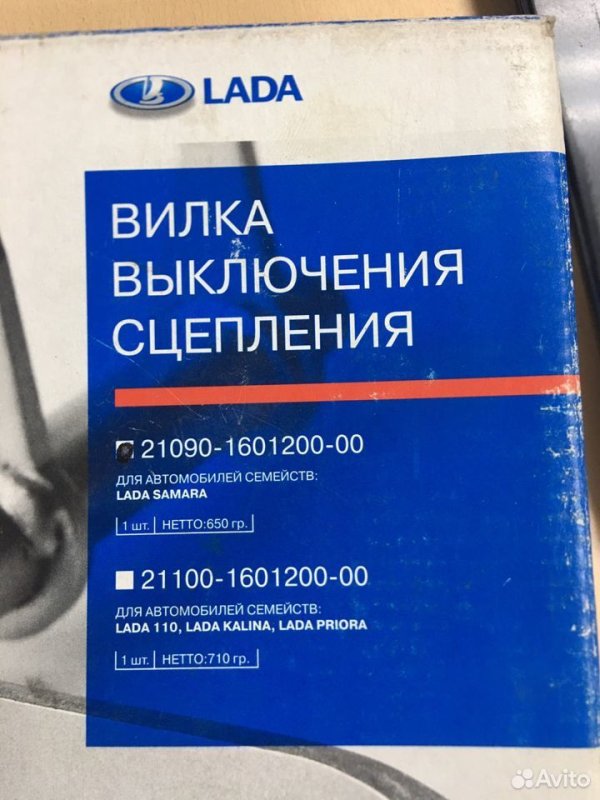 LADA
ВИЛКА
ВЫКЛЮЧЕНИЯ
СЦЕПЛЕНИЯ
21090-1601200-00
ДЛЯ АВТОМОБИЛЕЙ СЕМЕЙСТВ:
LADA SAMARA
1 шт. НЕТТО:650 гр.
21100-1601200-00
ДЛЯ АВТОМОБИЛЕЙ СЕМЕЙСТВ:
LADA 110, LADA KALINA, LADA PRIORA
1 шт. НЕТТО:710 гр.
Avito